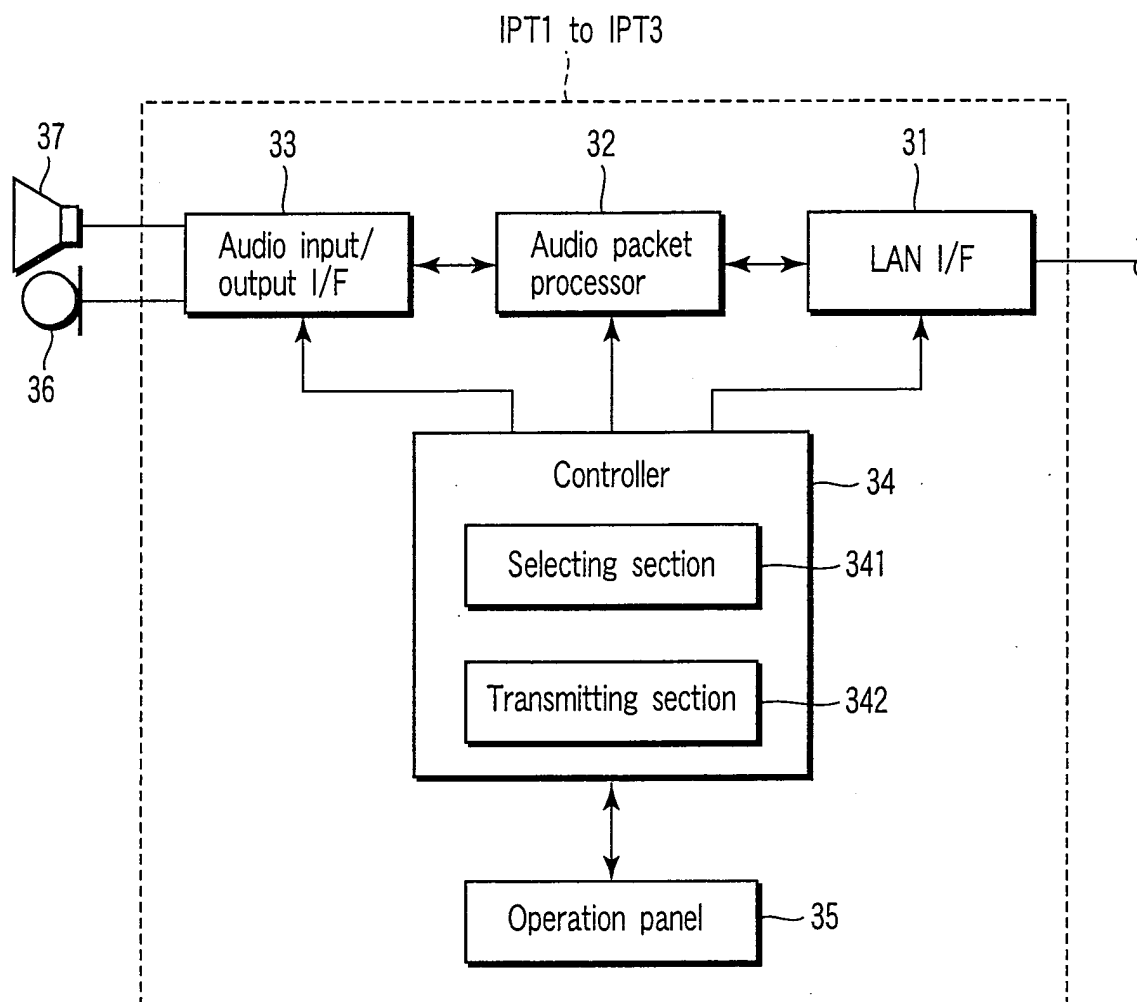 IPT1 to IPT3
37
33
32
31
Audio input/
output I/F
Audio packet
processor
LAN I/F
36
Controller
34
Selecting section
341
Transmitting section
342
Operation panel
35